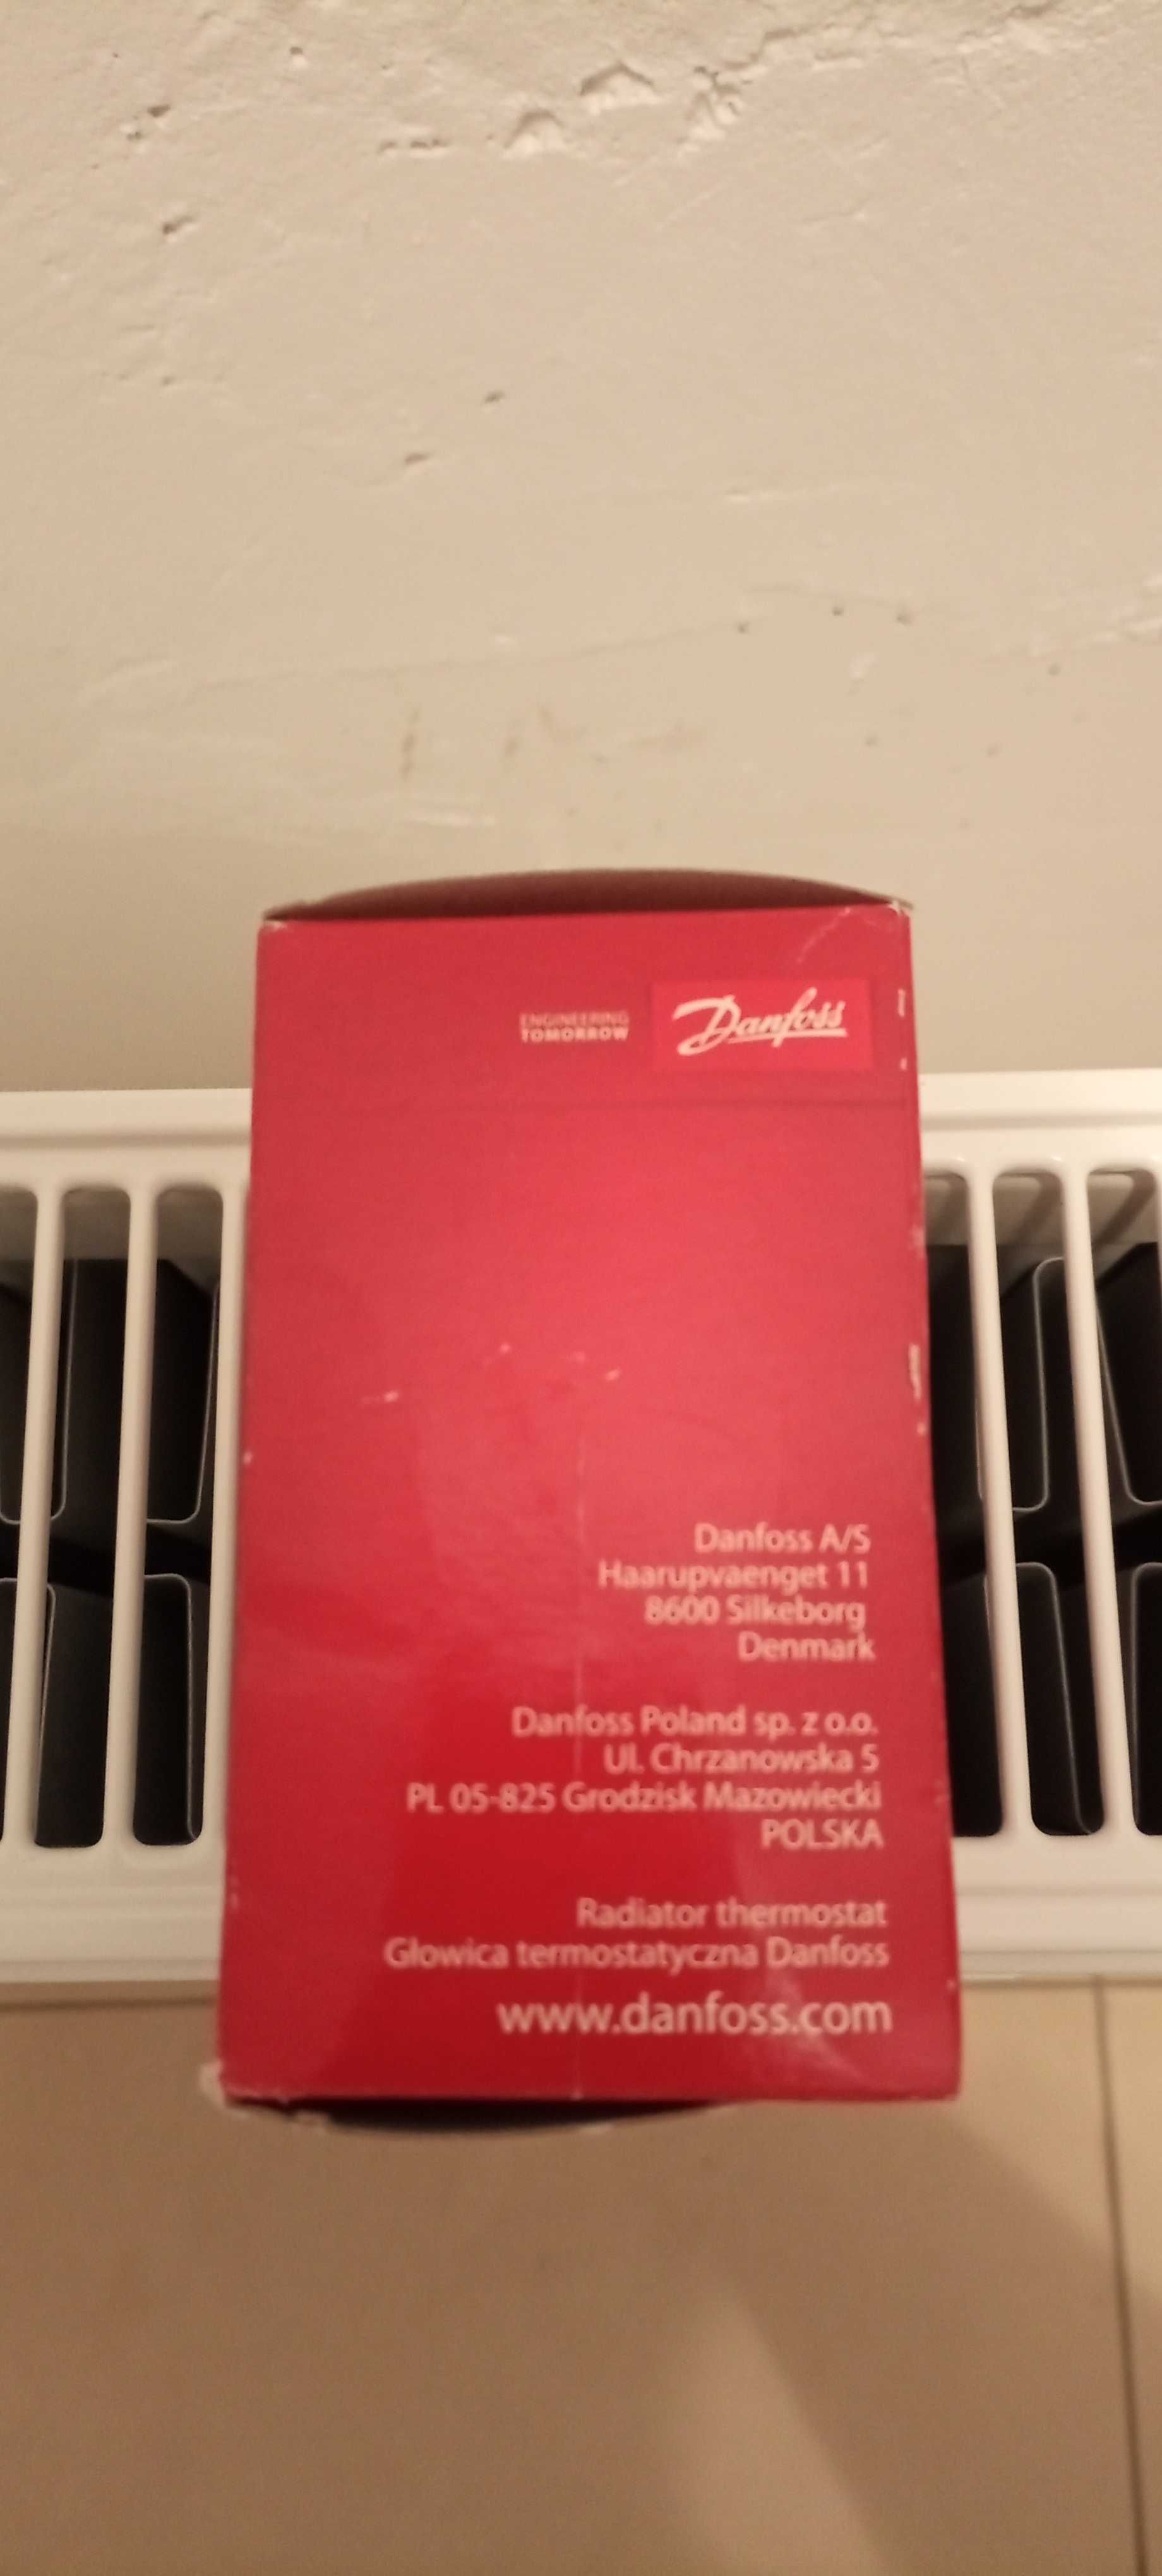 ENGINEERING
TOMORROW
Danfoss
Danfoss A/S
Haarupvaenget 11
8600 Silkeborg
Denmark
Danfoss Poland sp. z o.o.
Ul. Chrzanowska 5
PL 05-825 Grodzisk Mazowiecki
POLSKA
Radiator thermostat
Głowica termostatyczna Danfoss
www.danfoss.com